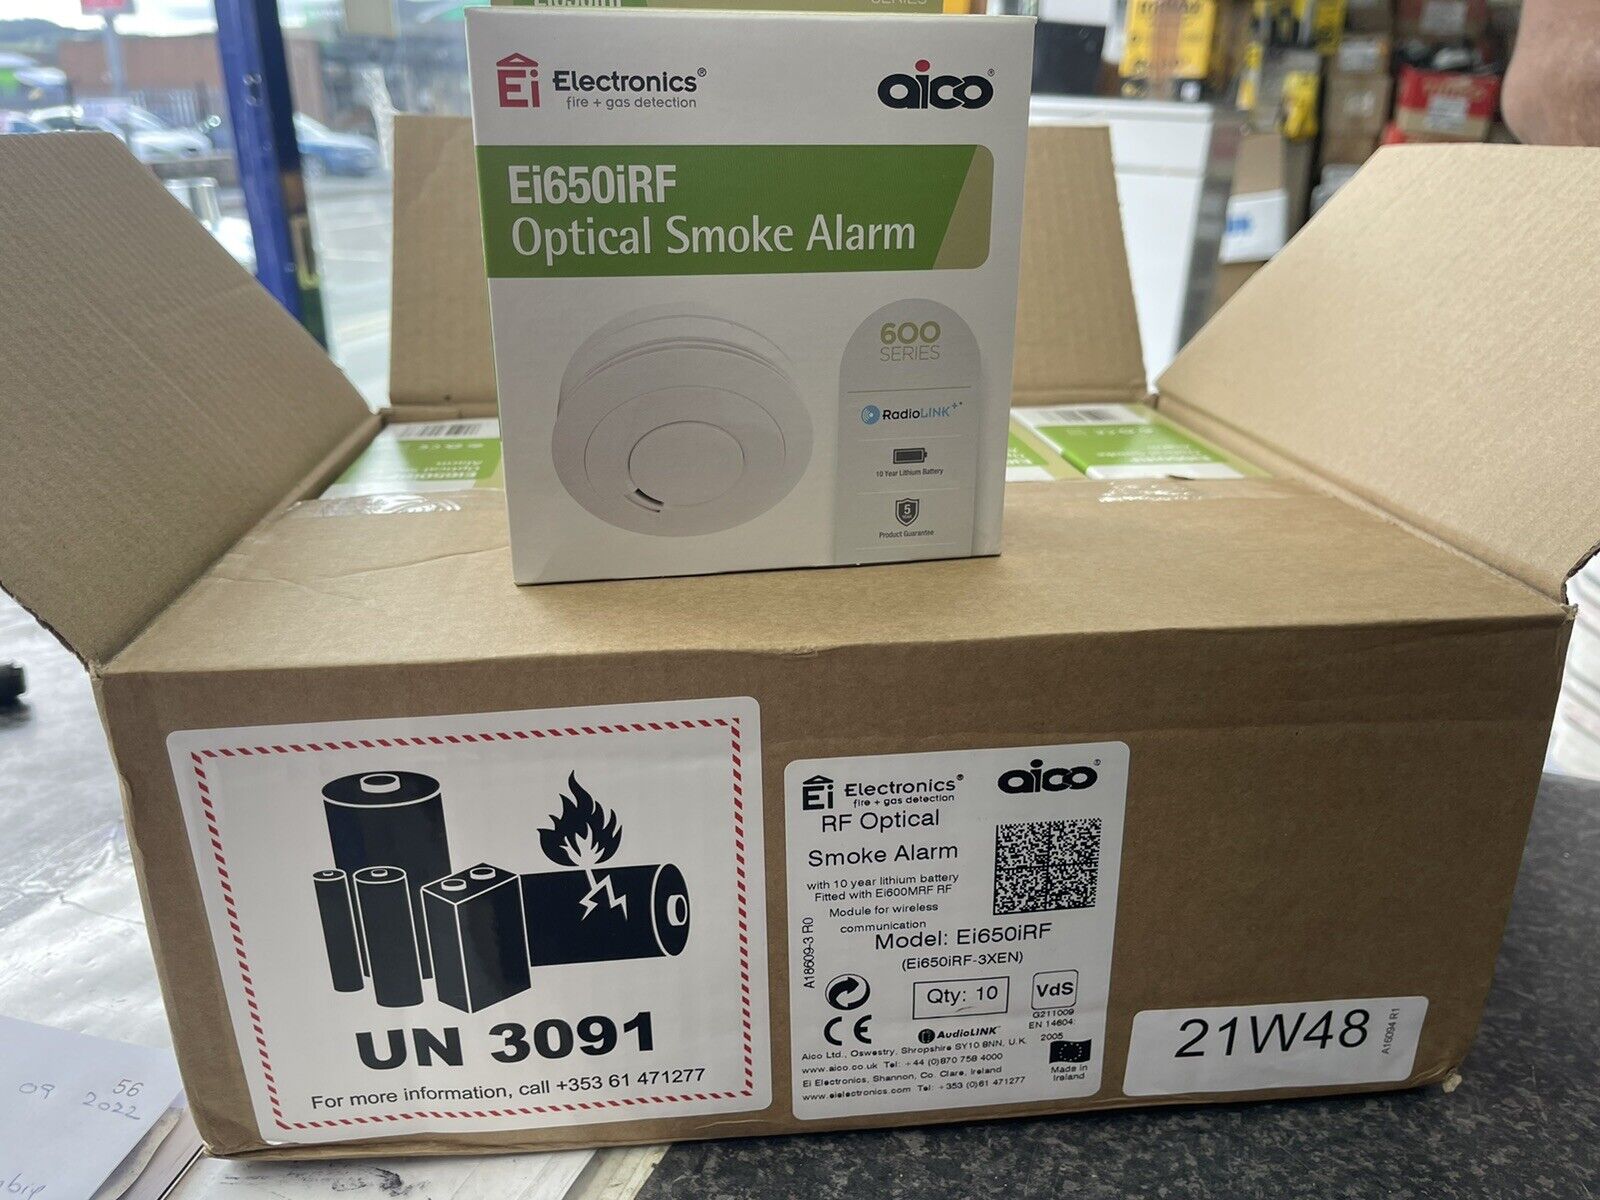 Ei650iRF
SERIES
Ei Electronics®
fire + gas detection
aico®
Ei650iRF
Optical Smoke Alarm
600
SERIES
RadioLINK+
10 Year Lithium Battery
5
YEAR
Product Guarantee
UN 3091
For more information, call +353 61 471277
Ei Electronics®
fire + gas detection
aico®
RF Optical
Smoke Alarm
with 10 year lithium battery
Fitted with Ei600MRF RF
Module for wireless
communication
A18609-3 R0
Model: Ei650iRF
(Ei650iRF-3XEN)
Qty: 10
VdS
G211009
EN 14604:
2005
CE
AudioLINK™
Aico Ltd., Oswestry, Shropshire SY10 8NN, U.K.
www.aico.co.uk Tel: +44 (0)870 758 4000
Ei Electronics, Shannon, Co. Clare, Ireland
www.eielectronics.com Tel: +353 (0)61 471277
Made in
Ireland
21W48
A16094 R1
56
09 2022